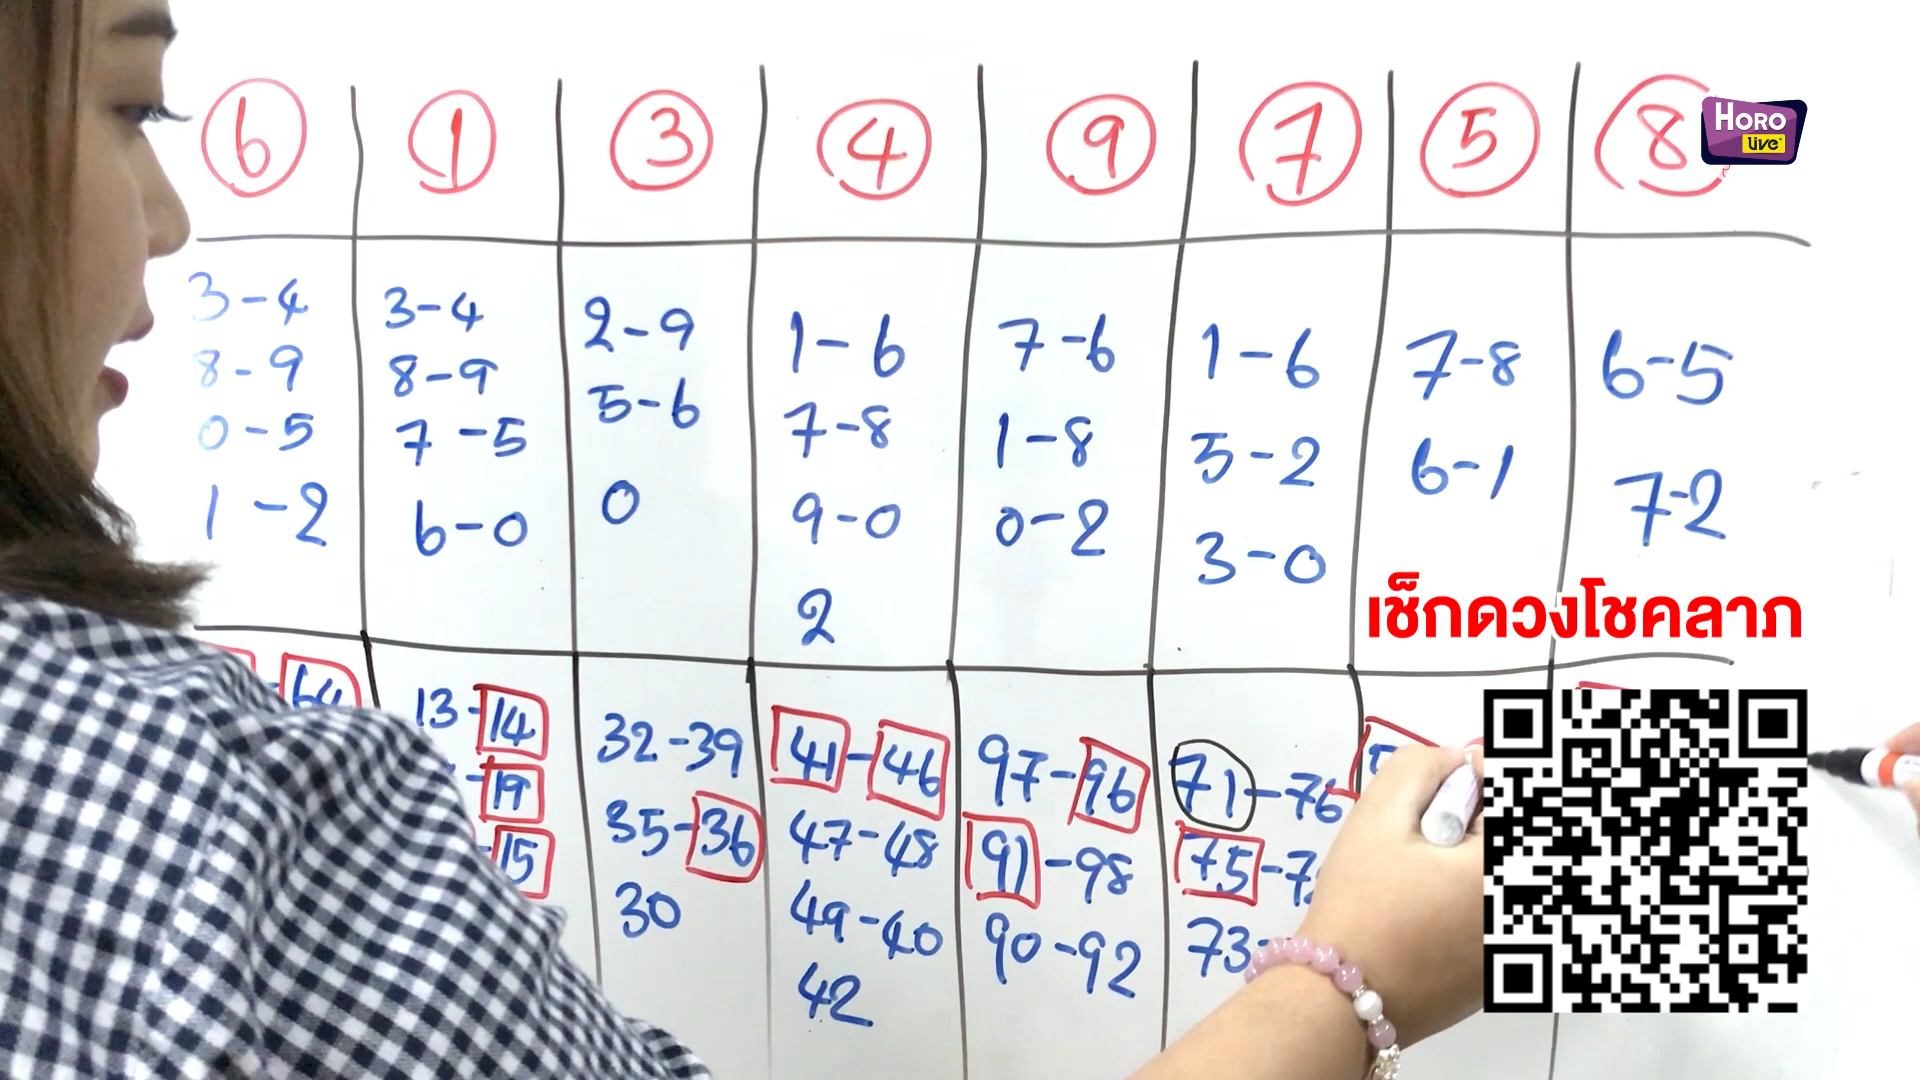 6 1 3 4 9 7 5 8
HORO
live
3-4 3-4 2-9 1-6 7-6 1-6 7-8 6-5
8-9 8-9 5-6 7-8 1-8 5-2 6-1 7-2
0-5 7-5 0 9-0 0-2 3-0
1-2 6-0 2
เช็กดวงโชคลาภ
64 13-14 32-39 41-46 97-96 71-76
19 35-36 47-48 91-98 75-7
15 30 49-40 90-92 73-
42